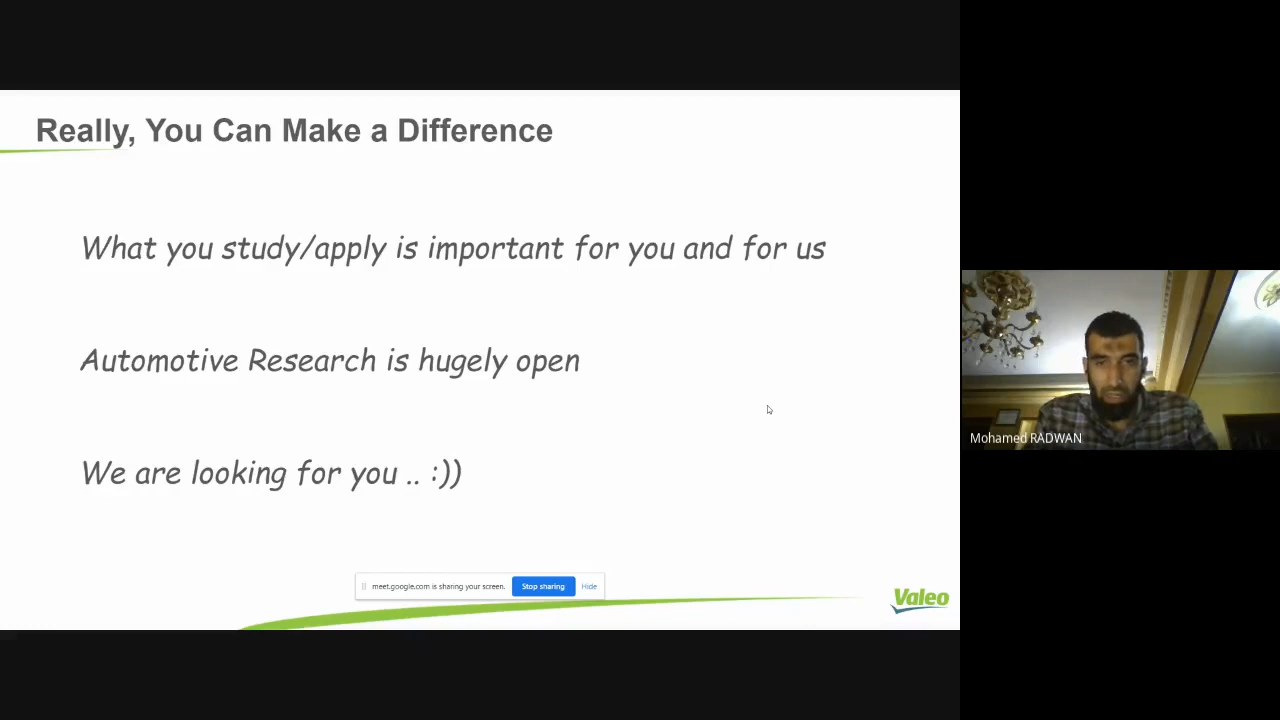 Really, You Can Make a Difference
What you study/apply is important for you and for us
Automotive Research is hugely open
We are looking for you .. :))
meet.google.com is sharing your screen. Stop sharing Hide
Valeo
Mohamed RADWAN